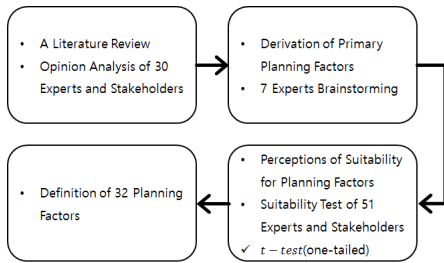 • A Literature Review
• Opinion Analysis of 30
Experts and Stakeholders
• Derivation of Primary
Planning Factors
• 7 Experts Brainstorming
• Perceptions of Suitability
for Planning Factors
• Suitability Test of 51
Experts and Stakeholders
✓ t − test(one-tailed)
• Definition of 32 Planning
Factors